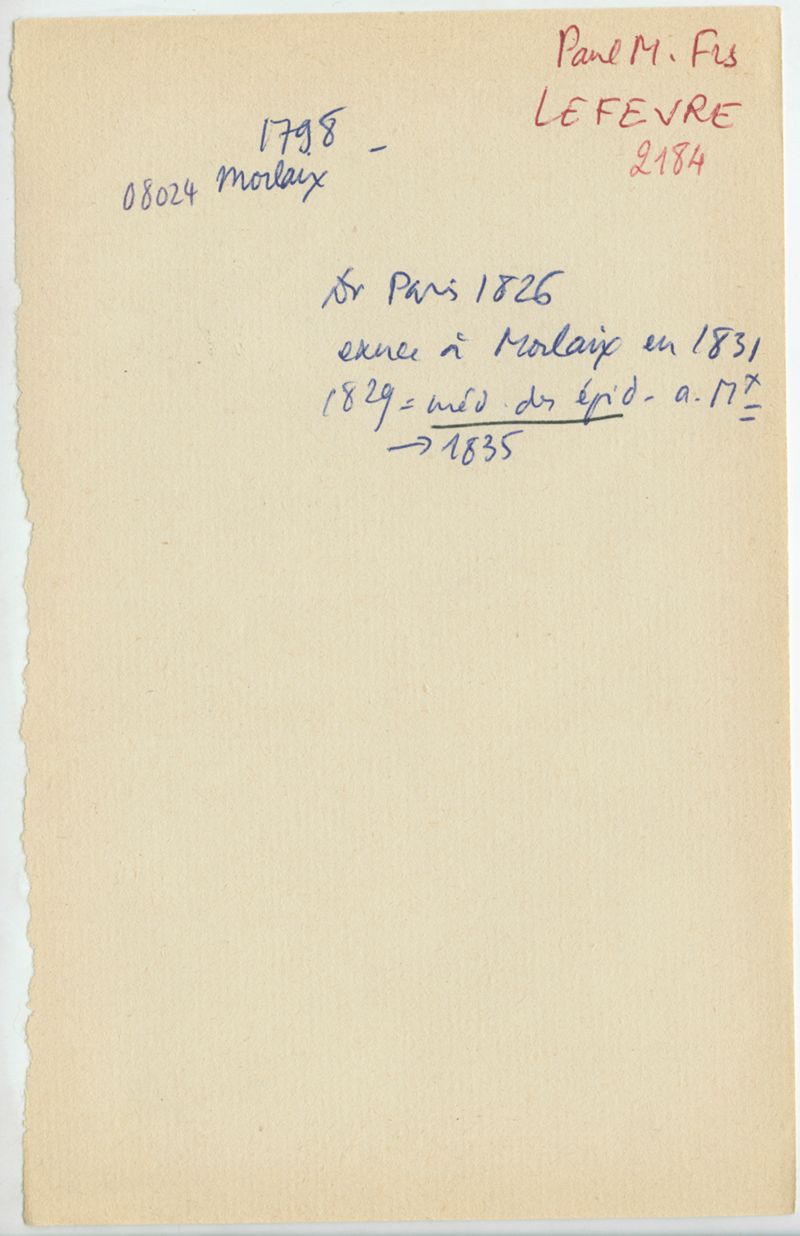 Paul M. Frs
LEFEVRE
2184
1798 -
08024 Morlaix
Dr Paris 1826
exerce à Morlaix en 1831
1829 = méd. des épid. a. Mx
→ 1835